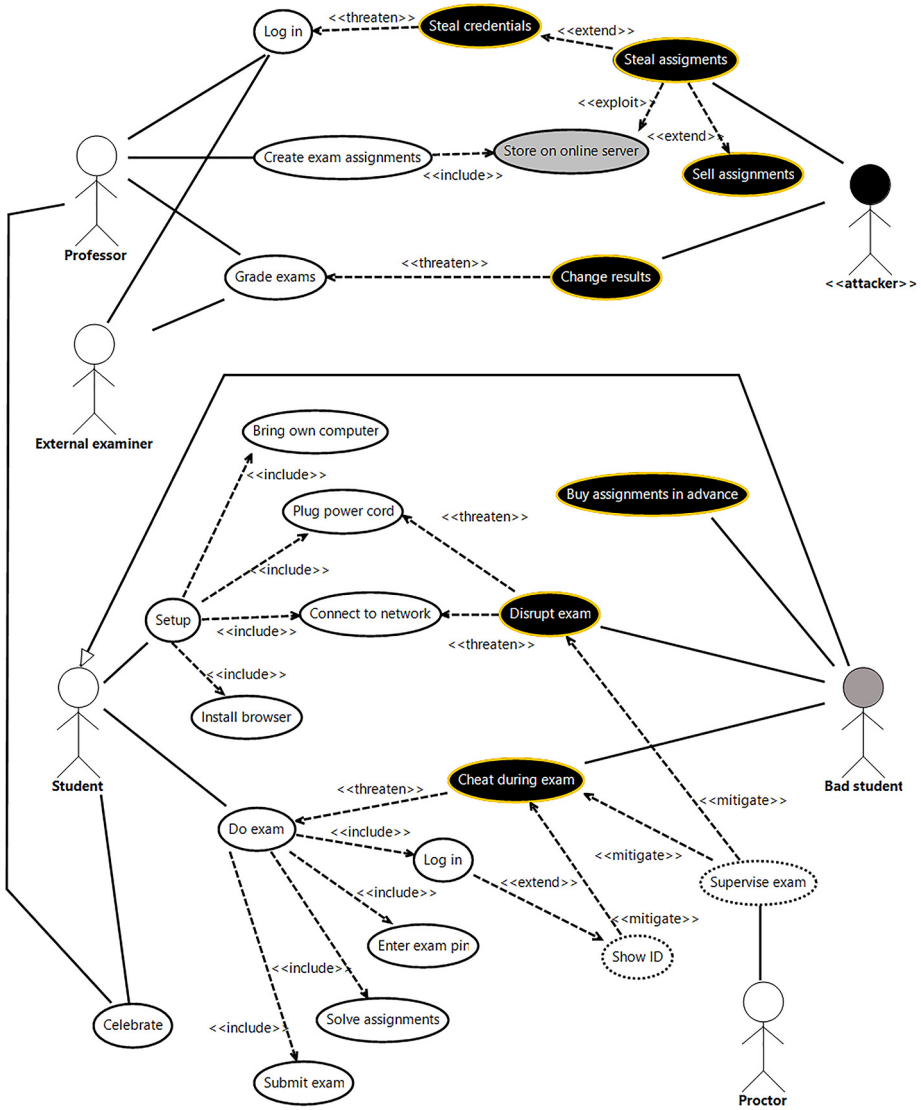 Log in
<<threaten>>
Steal credentials
<<extend>>
Steal assigments
<<exploit>
Create exam assignments
<<include>>
Store on online server
<<extend>
Sell assignments
Professor
Grade exams
<<threaten>>
Change results
<<attacker>>
External examiner
Bring own computer
<<include>>
Buy assignments in advance
Plug power cord
<<threaten>>
<<include>>
Setup
<<include>>
Connect to network
Disrupt exam
<<threaten>>
<<include>>
Install browser
Student
Bad student
Cheat during exam
<<threaten>>
<<mitigate>>
Do exam
<<include>>
Log in
<<mitigate>>
<<extend>>
Supervise exam
<<include>>
<<mitigate>>
Enter exam pin
Show ID
<<include>>
Solve assignments
Celebrate
<<include>>
Submit exam
Proctor